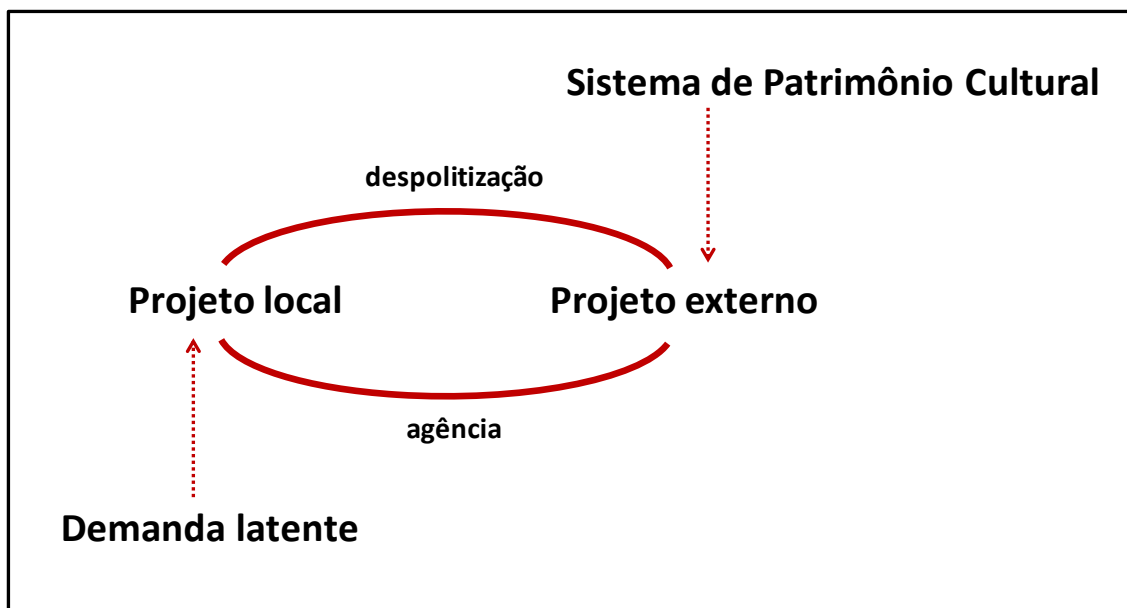 Sistema de Patrimônio Cultural
despolitização
Projeto local
Projeto externo
agência
Demanda latente